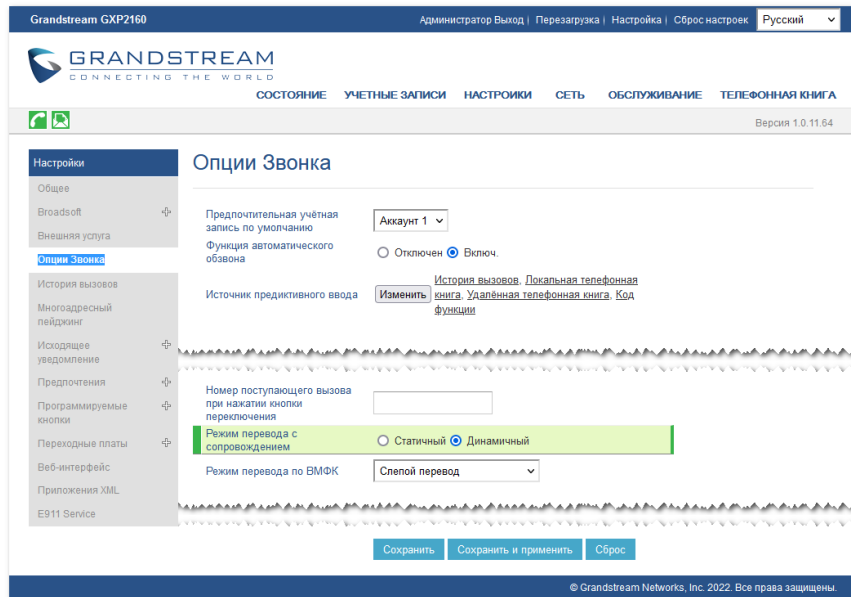 Grandstream GXP2160
Администратор Выход | Перезагрузка | Настройка | Сброс настроек
Русский
GRANDSTREAM
CONNECTING THE WORLD
СОСТОЯНИЕ УЧЕТНЫЕ ЗАПИСИ НАСТРОЙКИ СЕТЬ ОБСЛУЖИВАНИЕ ТЕЛЕФОННАЯ КНИГА
Версия 1.0.11.64
Настройки
Общее
Broadsoft
Внешняя услуга
Опции Звонка
История вызовов
Многоадресный
пейджинг
Исходящее
уведомление
Предпочтения
Программируемые
кнопки
Переходные платы
Веб-интерфейс
Приложения XML
E911 Service
Опции Звонка
Предпочтительная учётная
запись по умолчанию
Аккаунт 1
Функция автоматического
обзвона
Отключен Включ.
Источник предиктивного ввода
Изменить
История вызовов, Локальная телефонная
книга, Удалённая телефонная книга, Код
функции
Номер поступающего вызова
при нажатии кнопки
переключения
Режим перевода с
сопровождением
Статичный Динамичный
Режим перевода по ВМФК
Слепой перевод
Сохранить Сохранить и применить Сброс
© Grandstream Networks, Inc. 2022. Все права защищены.